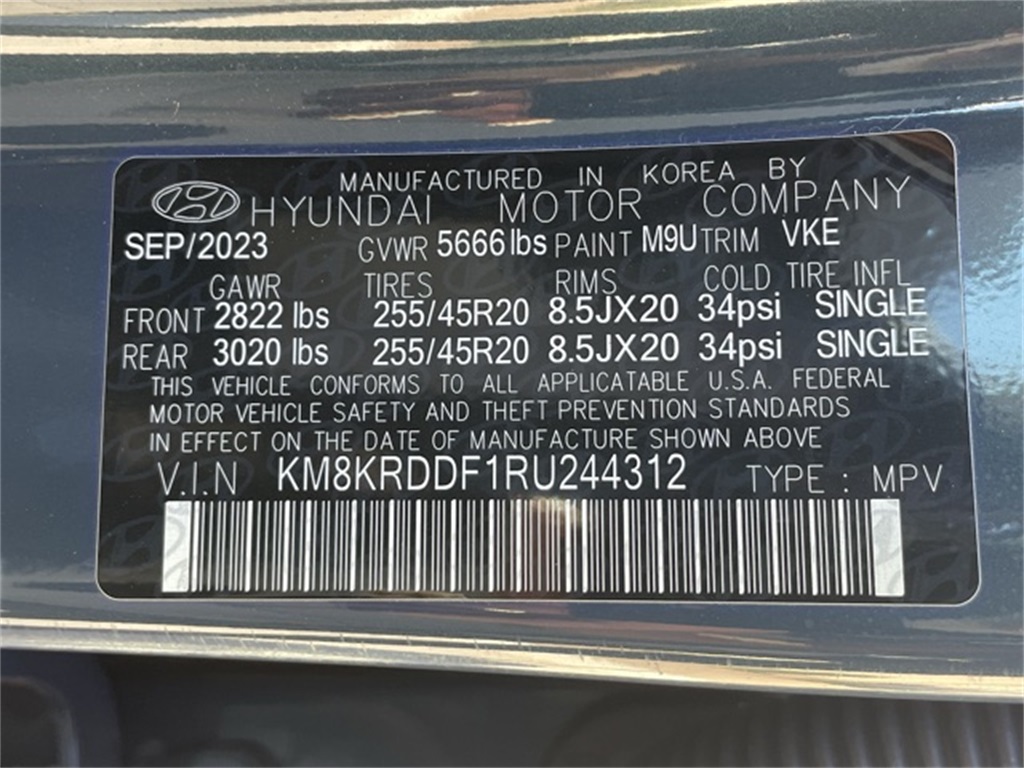 MANUFACTURED IN KOREA BY
HYUNDAI MOTOR COMPANY
SEP/2023 GVWR 5666 lbs PAINT M9U TRIM VKE
GAWR TIRES RIMS COLD TIRE INFL
FRONT 2822 lbs 255/45R20 8.5JX20 34psi SINGLE
REAR 3020 lbs 255/45R20 8.5JX20 34psi SINGLE
THIS VEHICLE CONFORMS TO ALL APPLICATABLE U.S.A. FEDERAL
MOTOR VEHICLE SAFETY AND THEFT PREVENTION STANDARDS
IN EFFECT ON THE DATE OF MANUFACTURE SHOWN ABOVE
V.I.N KM8KRDDF1RU244312 TYPE : MPV